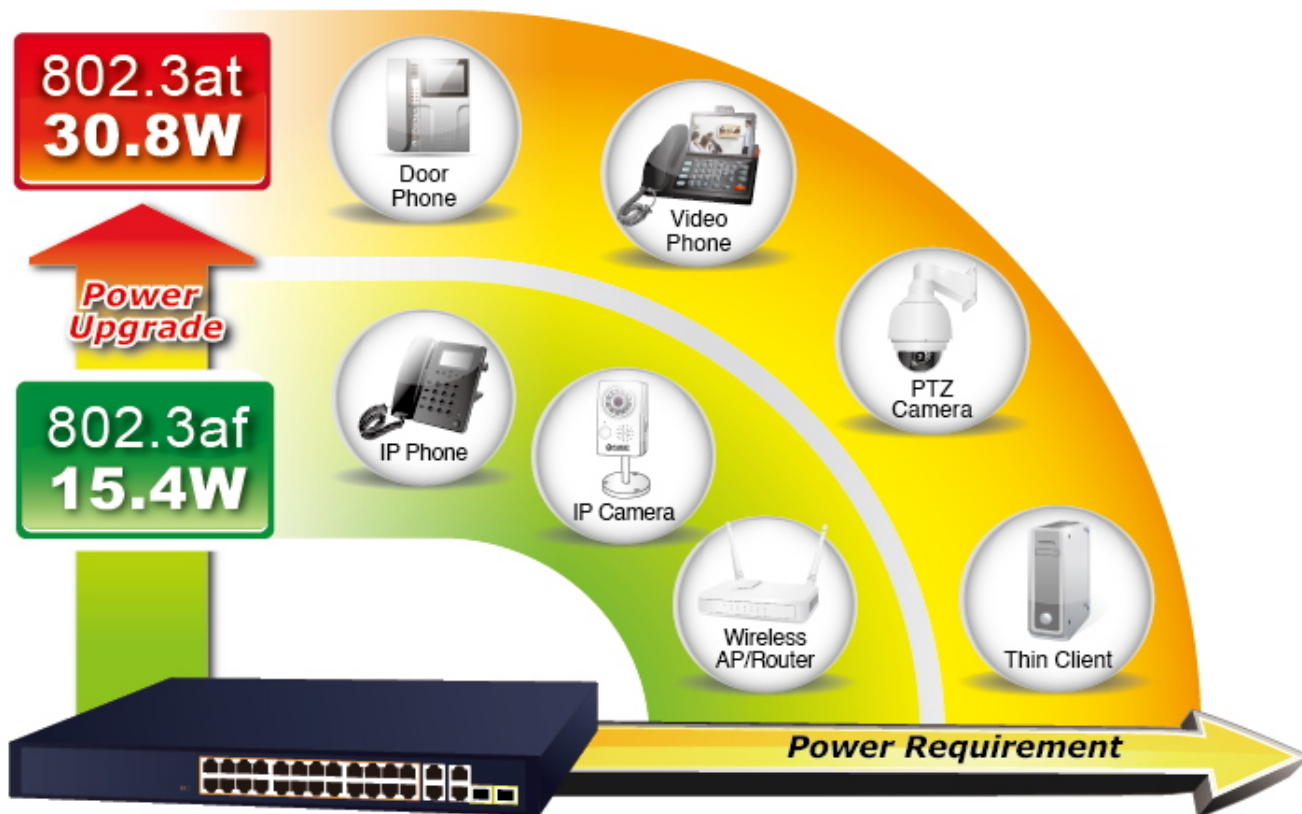 802.3at
30.8W
Power
Upgrade
802.3af
15.4W
Door
Phone
Video
Phone
PTZ
Camera
Thin Client
IP Phone
IP Camera
Wireless
AP/Router
Power Requirement